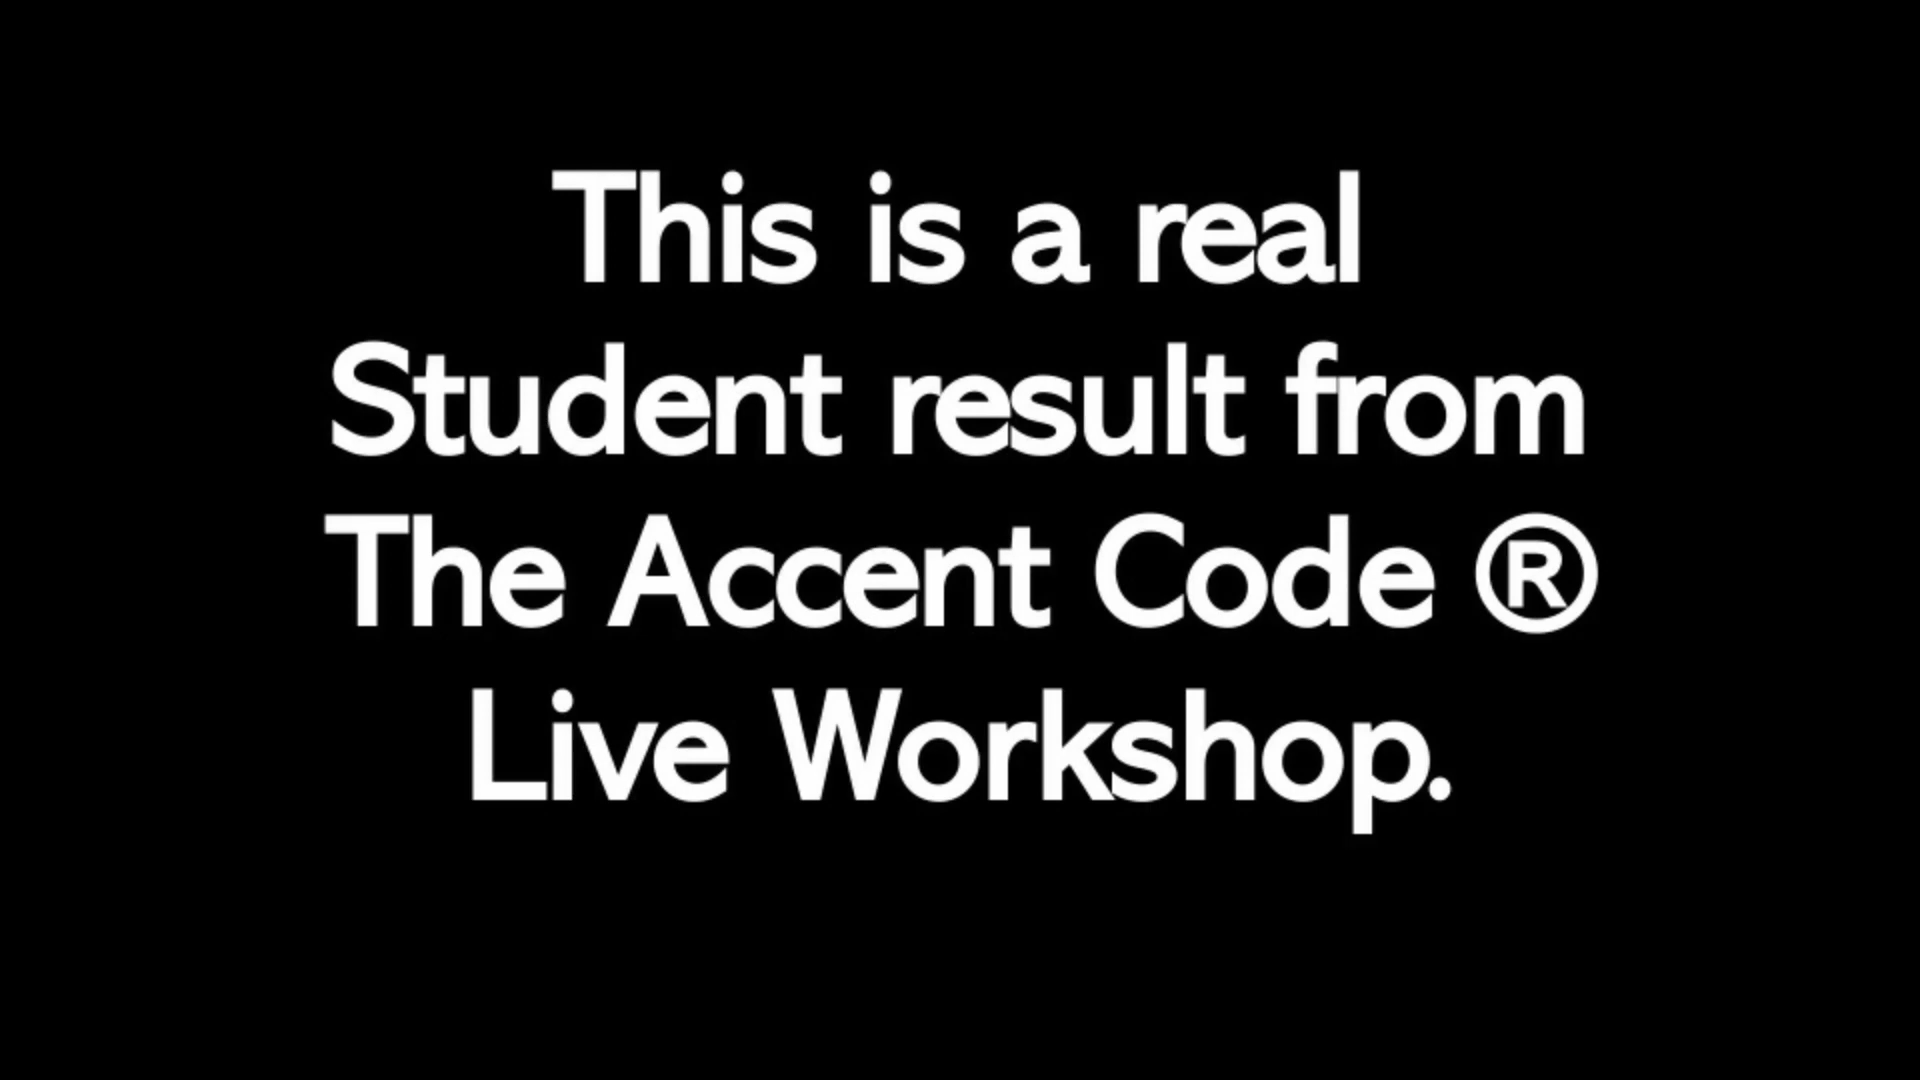 This is a real
Student result from
The Accent Code ®
Live Workshop.